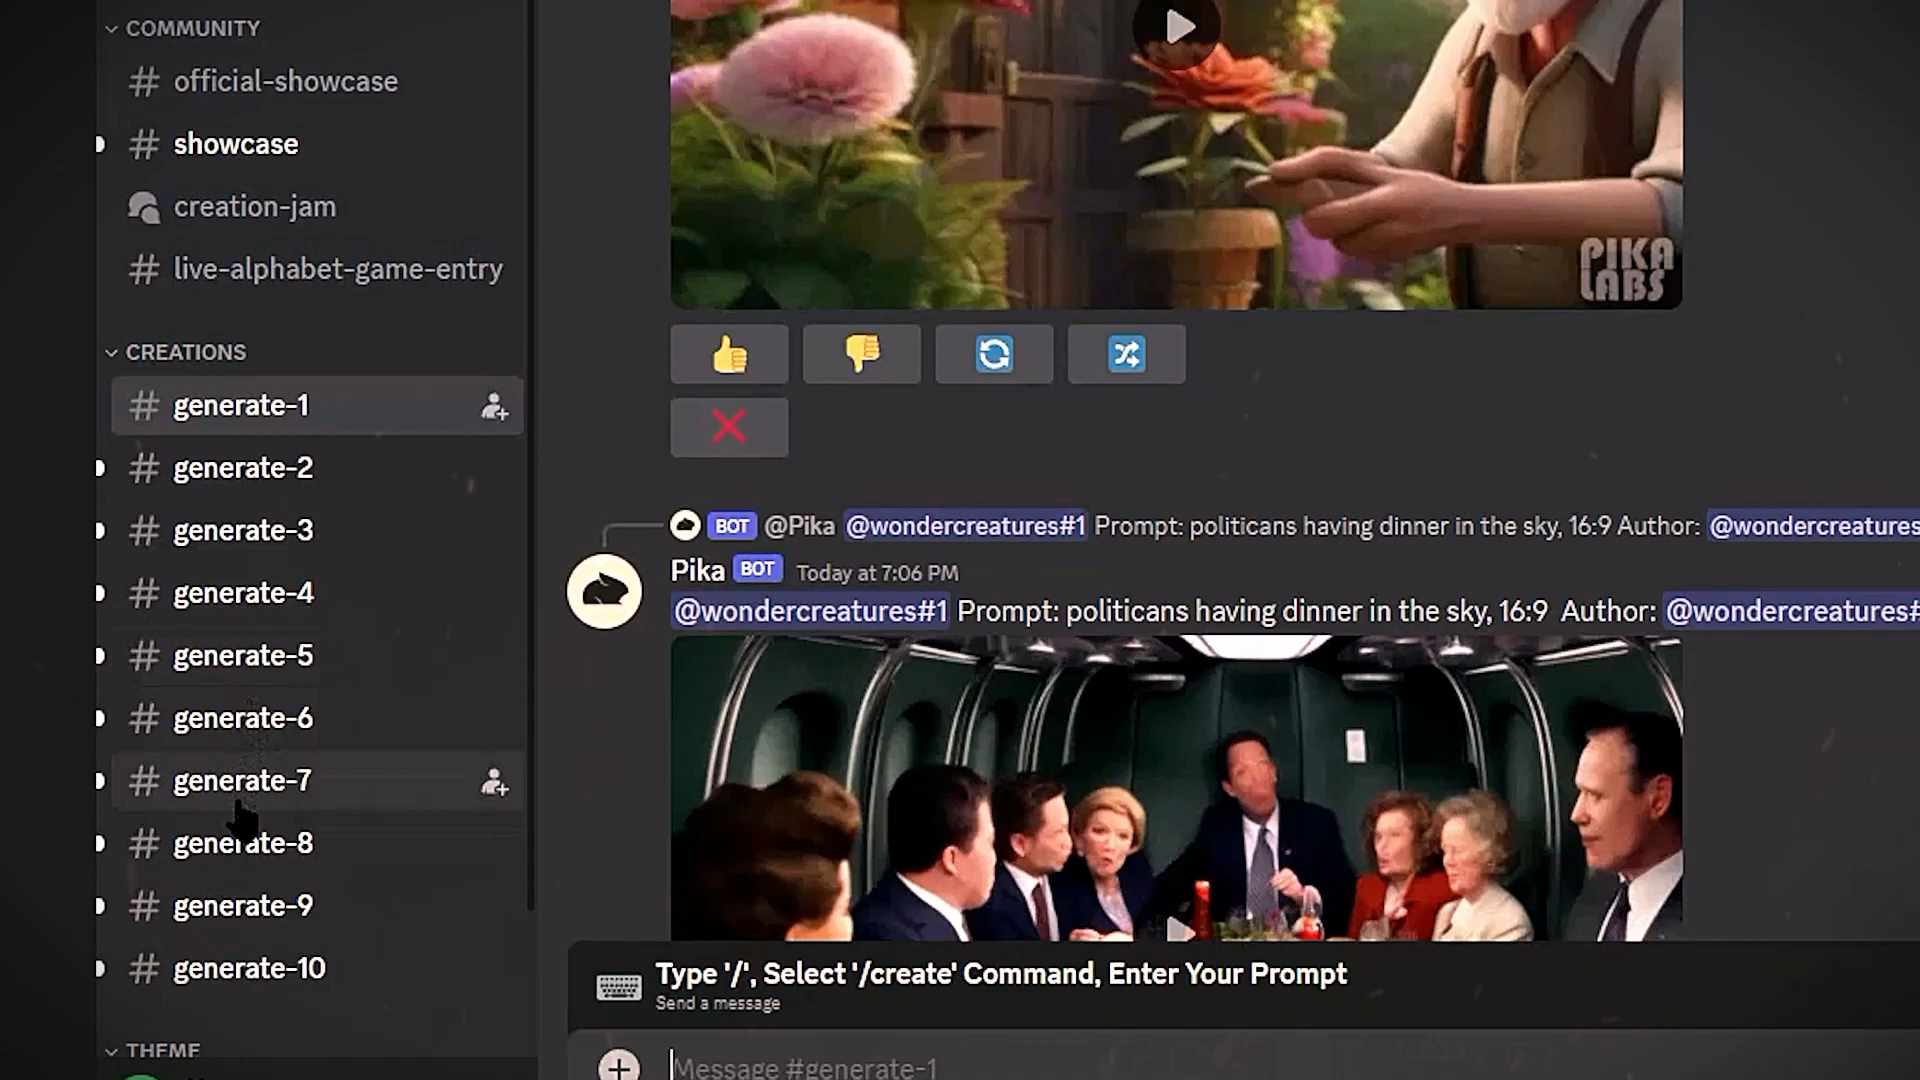 COMMUNITY
official-showcase
showcase
creation-jam
live-alphabet-game-entry
CREATIONS
generate-1
generate-2
generate-3
generate-4
generate-5
generate-6
generate-7
generate-8
generate-9
generate-10
THEME
PIKA
LABS
BOT @Pika @wondercreatures#1 Prompt: politicans having dinner in the sky, 16:9 Author: @wondercreatures
Pika BOT Today at 7:06 PM
@wondercreatures#1 Prompt: politicans having dinner in the sky, 16:9 Author: @wondercreatures#
Type '/', Select '/create' Command, Enter Your Prompt
Send a message
Message #generate-1